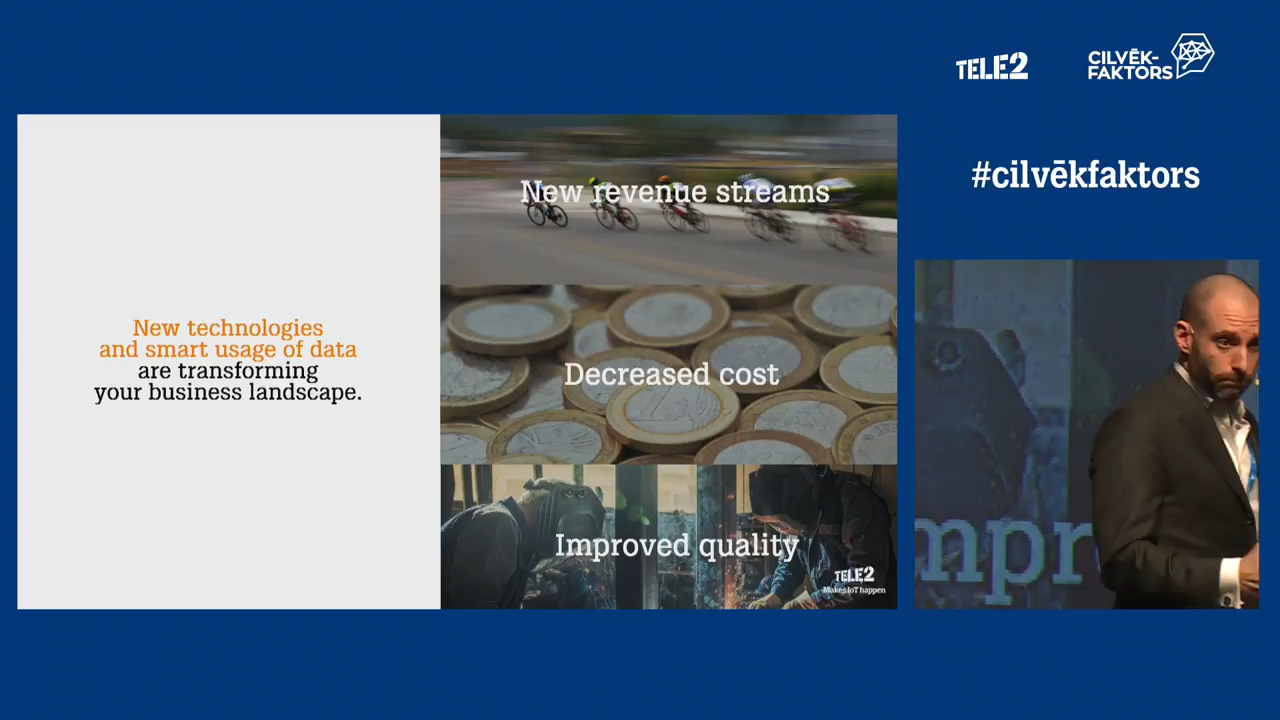 TELE2
CILVĒK-
FAKTORS
#cilvēkfaktors
New technologies
and smart usage of data
are transforming
your business landscape.
New revenue streams
Decreased cost
Improved quality
TELE2
Makes IoT happen
mpr